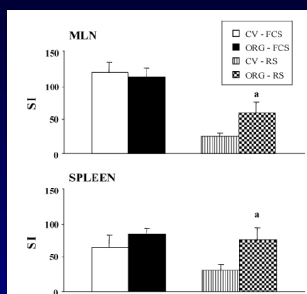 MLN
CV - FCS
ORG - FCS
CV - RS
ORG - RS
150
100
50
0
SI
a
SPLEEN
150
100
50
0
SI
a